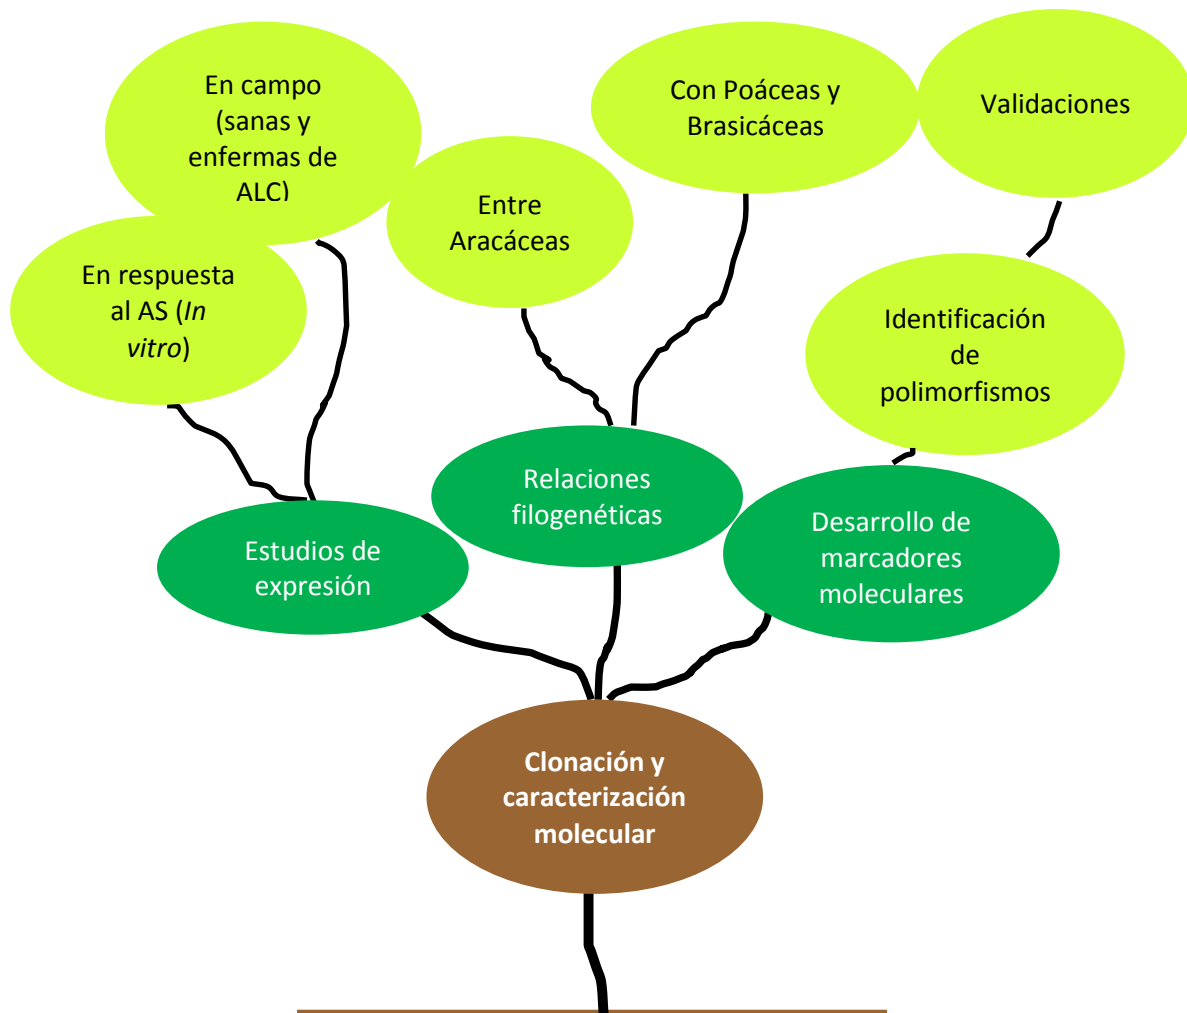 En campo
(sanas y
enfermas de
ALC)
Con Poáceas y
Brasicáceas
Validaciones
Entre
Aracáceas
En respuesta
al AS (In
vitro)
Identificación
de
polimorfismos
Relaciones
filogenéticas
Desarrollo de
marcadores
moleculares
Estudios de
expresión
Clonación y
caracterización
molecular